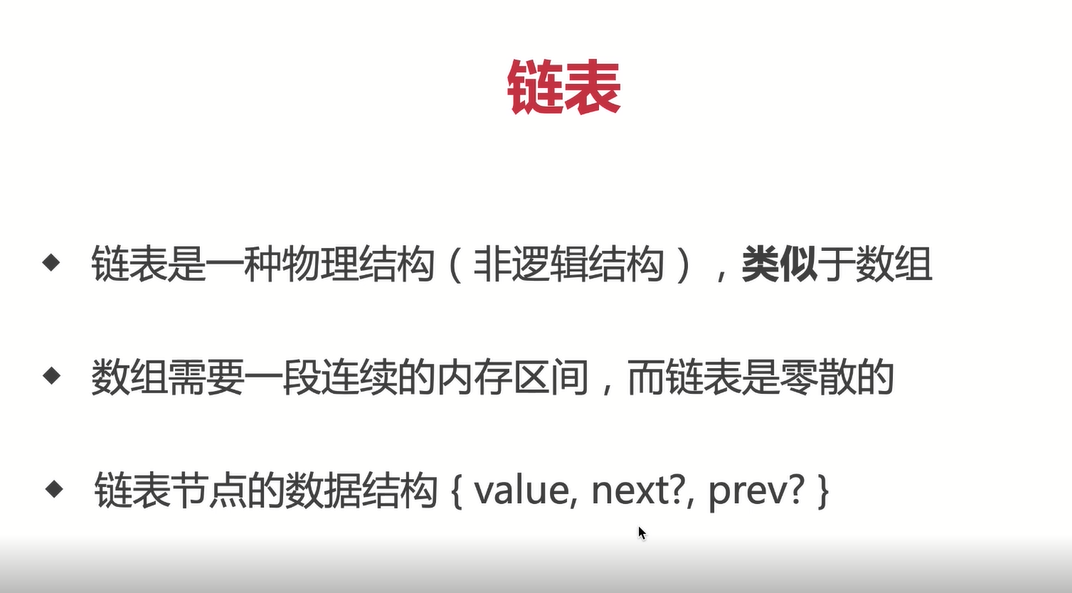 链表
◆ 链表是一种物理结构（非逻辑结构），类似于数组
◆ 数组需要一段连续的内存区间，而链表是零散的
◆ 链表节点的数据结构 { value, next?, prev? }